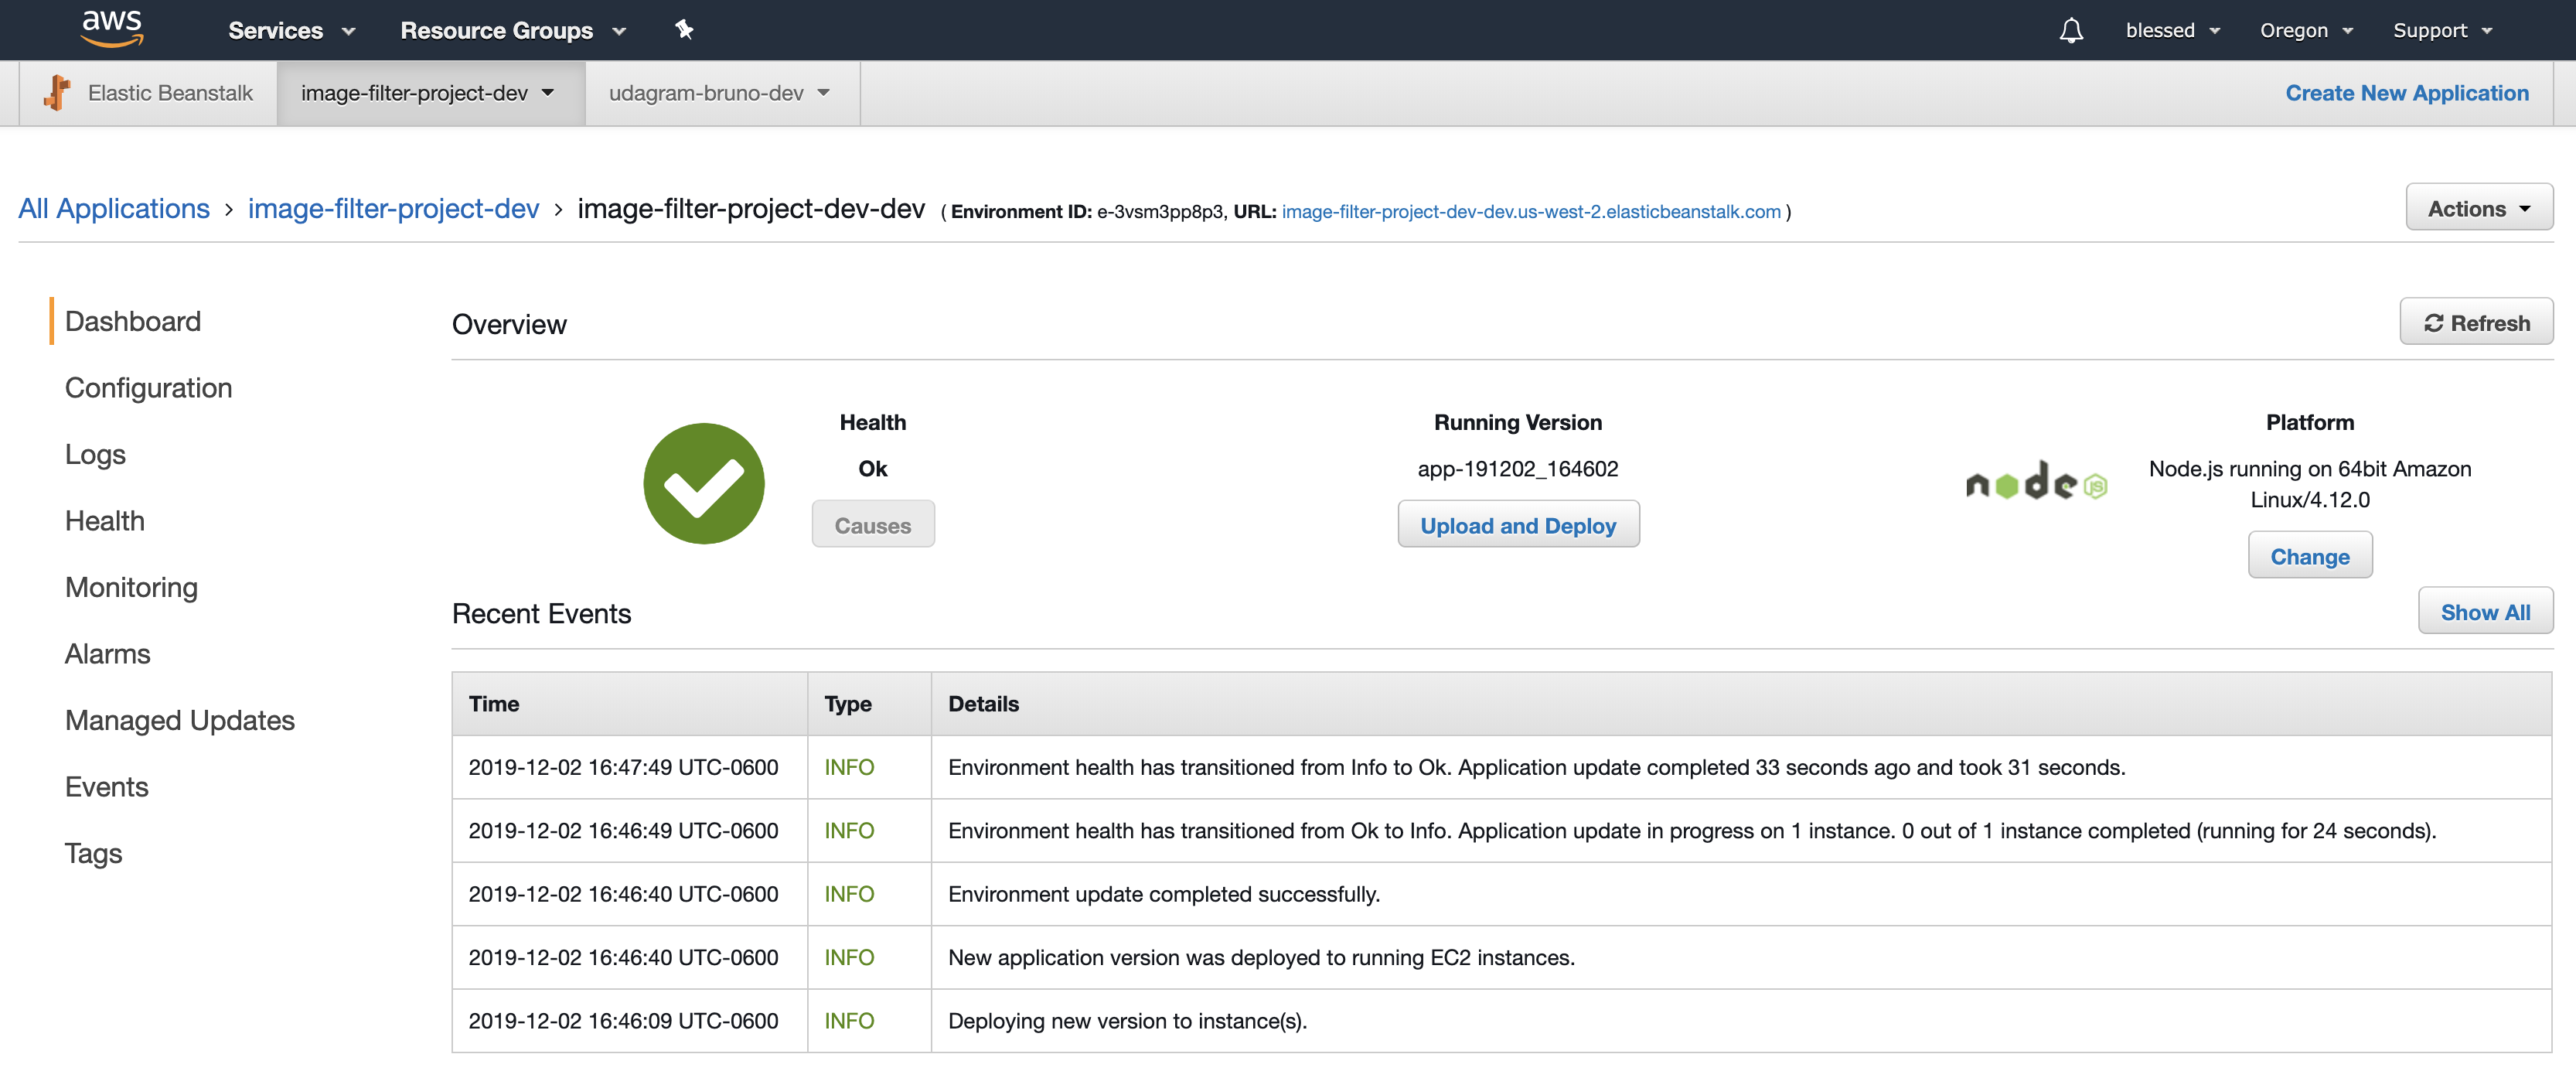 aws Services Resource Groups blessed Oregon Support
Elastic Beanstalk image-filter-project-dev udagram-bruno-dev Create New Application
All Applications › image-filter-project-dev › image-filter-project-dev-dev ( Environment ID: e-3vsm3pp8p3, URL: image-filter-project-dev-dev.us-west-2.elasticbeanstalk.com ) Actions
Dashboard
Configuration
Logs
Health
Monitoring
Alarms
Managed Updates
Events
Tags
Overview Refresh
Health
Ok
Causes
Running Version
app-191202_164602
Upload and Deploy
node JS
Platform
Node.js running on 64bit Amazon
Linux/4.12.0
Change
Recent Events Show All
Time Type Details
2019-12-02 16:47:49 UTC-0600 INFO Environment health has transitioned from Info to Ok. Application update completed 33 seconds ago and took 31 seconds.
2019-12-02 16:46:49 UTC-0600 INFO Environment health has transitioned from Ok to Info. Application update in progress on 1 instance. 0 out of 1 instance completed (running for 24 seconds).
2019-12-02 16:46:40 UTC-0600 INFO Environment update completed successfully.
2019-12-02 16:46:40 UTC-0600 INFO New application version was deployed to running EC2 instances.
2019-12-02 16:46:09 UTC-0600 INFO Deploying new version to instance(s).